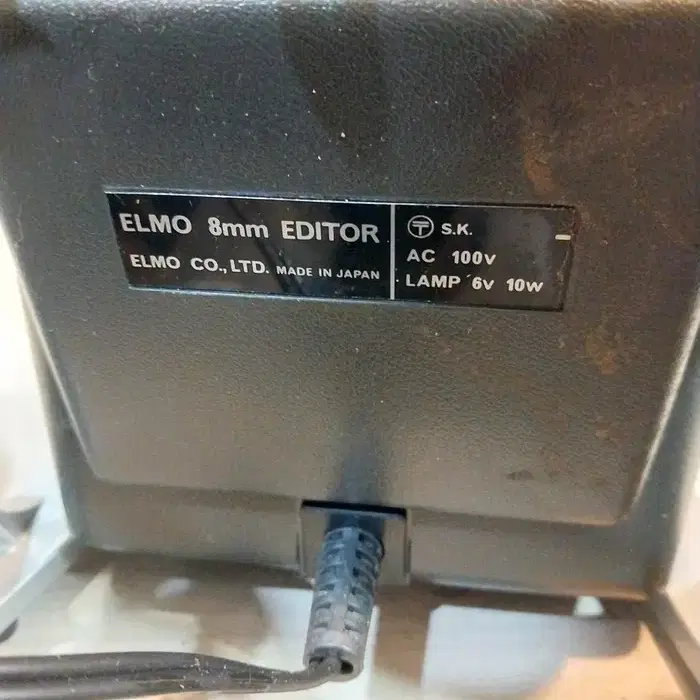 ELMO 8mm EDITOR
ELMO CO., LTD. MADE IN JAPAN
〶 S.K.
AC 100V
LAMP 6V 10W